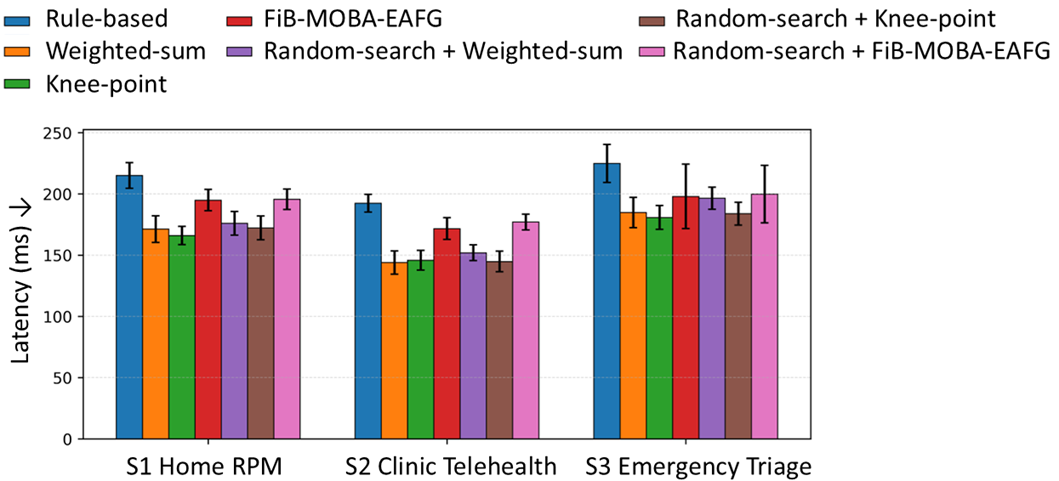 Rule-based FiB-MOBA-EAFG Random-search + Knee-point
Weighted-sum Random-search + Weighted-sum Random-search + FiB-MOBA-EAFG
Knee-point
250
200
150
100
50
0
Latency (ms) ↓
S1 Home RPM S2 Clinic Telehealth S3 Emergency Triage